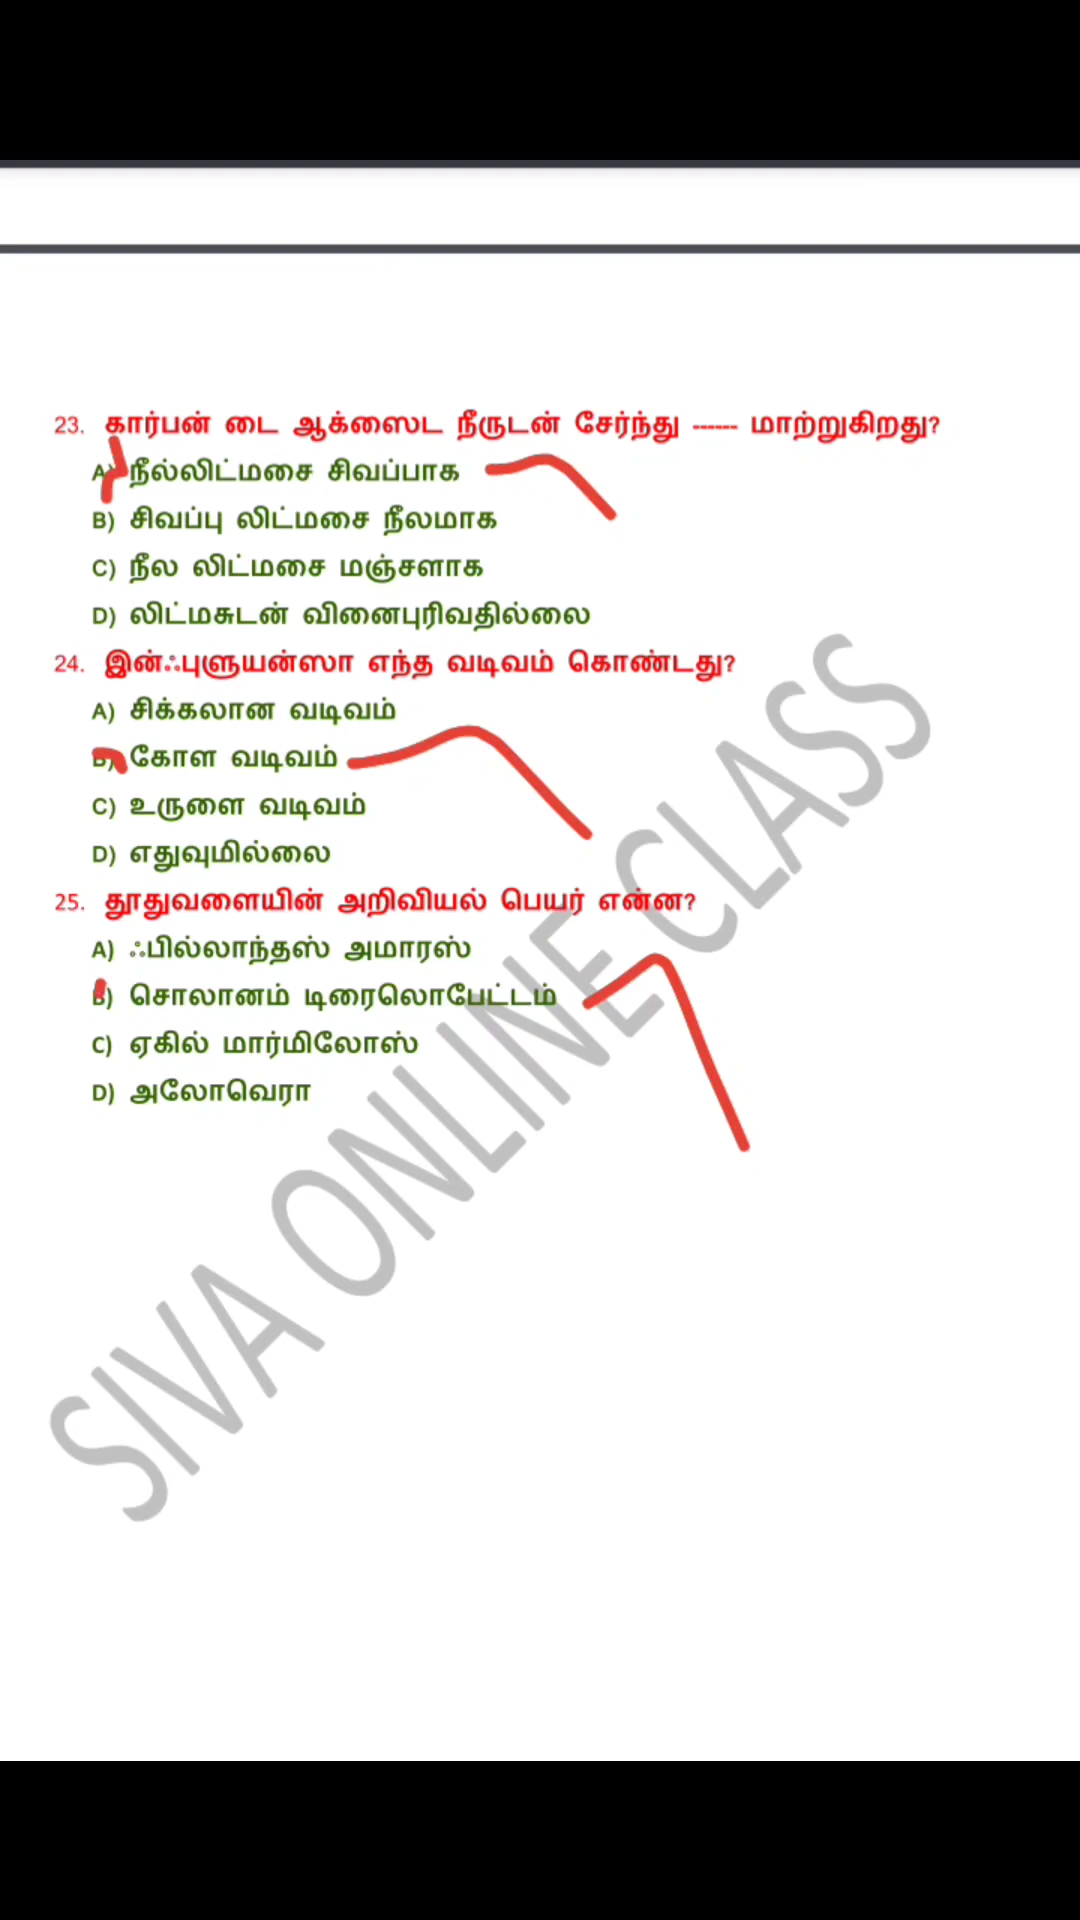 23. கார்பன் டை ஆக்ஸைட நீருடன் சேர்ந்து ------ மாற்றுகிறது?
A) நீல்லிட்மசை சிவப்பாக
B) சிவப்பு லிட்மசை நீலமாக
C) நீல லிட்மசை மஞ்சளாக
D) லிட்மசுடன் வினைபுரிவதில்லை
24. இன்ஃபுளுயன்ஸா எந்த வடிவம் கொண்டது?
A) சிக்கலான வடிவம்
B) கோள வடிவம்
C) உருளை வடிவம்
D) எதுவுமில்லை
25. தூதுவளையின் அறிவியல் பெயர் என்ன?
A) ஃபில்லாந்தஸ் அமாரஸ்
B) சொலானம் டிரைலொபேட்டம்
C) ஏகில் மார்மிலோஸ்
D) அலோவெரா
SIVA ONLINE CLASS